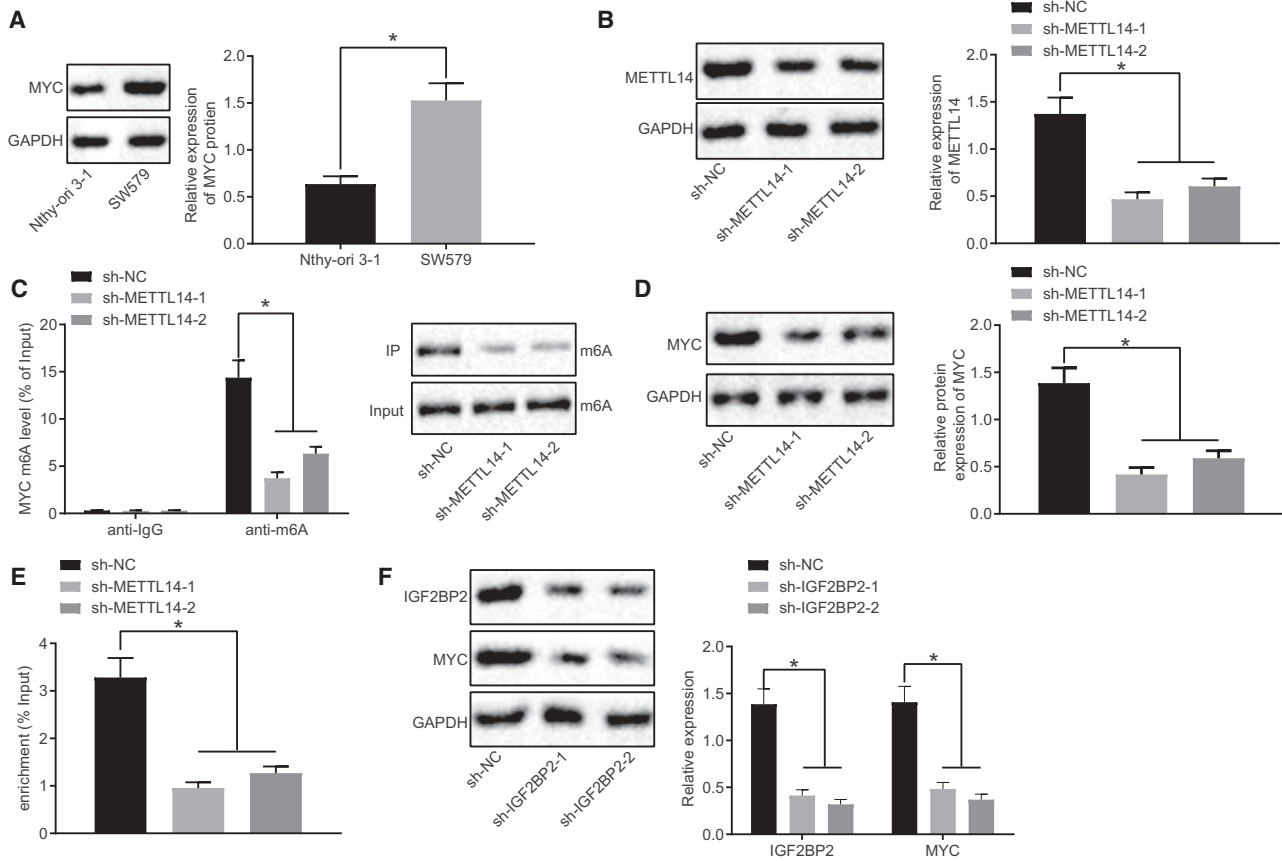 A
MYC
GAPDH
Nthy-ori 3-1
SW579
Relative expression
of MYC protien
2.0
1.5
1.0
0.5
0.0
*
Nthy-ori 3-1
SW579
B
METTL14
GAPDH
sh-NC
sh-METTL14-1
sh-METTL14-2
sh-NC
sh-METTL14-1
sh-METTL14-2
Relative expression
of METTL14
2.0
1.5
1.0
0.5
0.0
*
C
sh-NC
sh-METTL14-1
sh-METTL14-2
MYC m6A level (% of Input)
20
15
10
5
0
*
anti-IgG
anti-m6A
IP
m6A
Input
m6A
sh-NC
sh-METTL14-1
sh-METTL14-2
D
MYC
GAPDH
sh-NC
sh-METTL14-1
sh-METTL14-2
sh-NC
sh-METTL14-1
sh-METTL14-2
Relative protein
expression of MYC
2.0
1.5
1.0
0.5
0.0
*
E
sh-NC
sh-METTL14-1
sh-METTL14-2
enrichment (% Input)
4
3
2
1
0
*
F
IGF2BP2
MYC
GAPDH
sh-NC
sh-IGF2BP2-1
sh-IGF2BP2-2
sh-NC
sh-IGF2BP2-1
sh-IGF2BP2-2
Relative expression
2.0
1.5
1.0
0.5
0.0
*
*
IGF2BP2
MYC